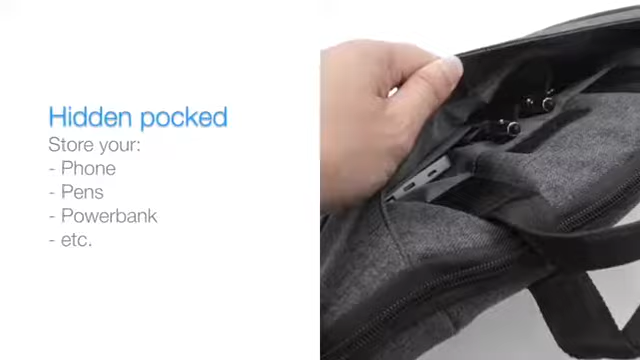 Hidden pocked
Store your:
- Phone
- Pens
- Powerbank
- etc.